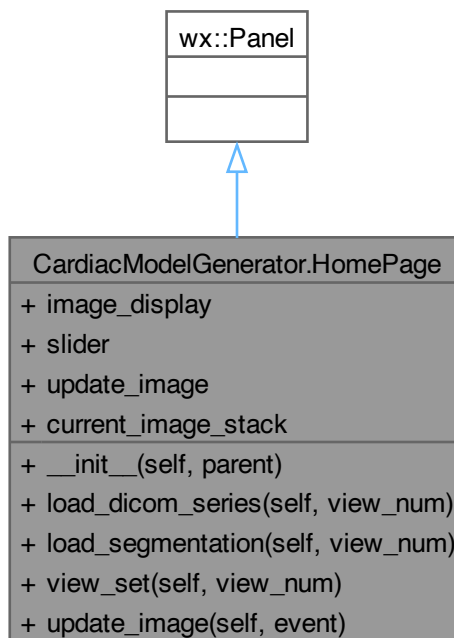 wx::Panel
CardiacModelGenerator.HomePage
+ image_display
+ slider
+ update_image
+ current_image_stack
+ __init__(self, parent)
+ load_dicom_series(self, view_num)
+ load_segmentation(self, view_num)
+ view_set(self, view_num)
+ update_image(self, event)